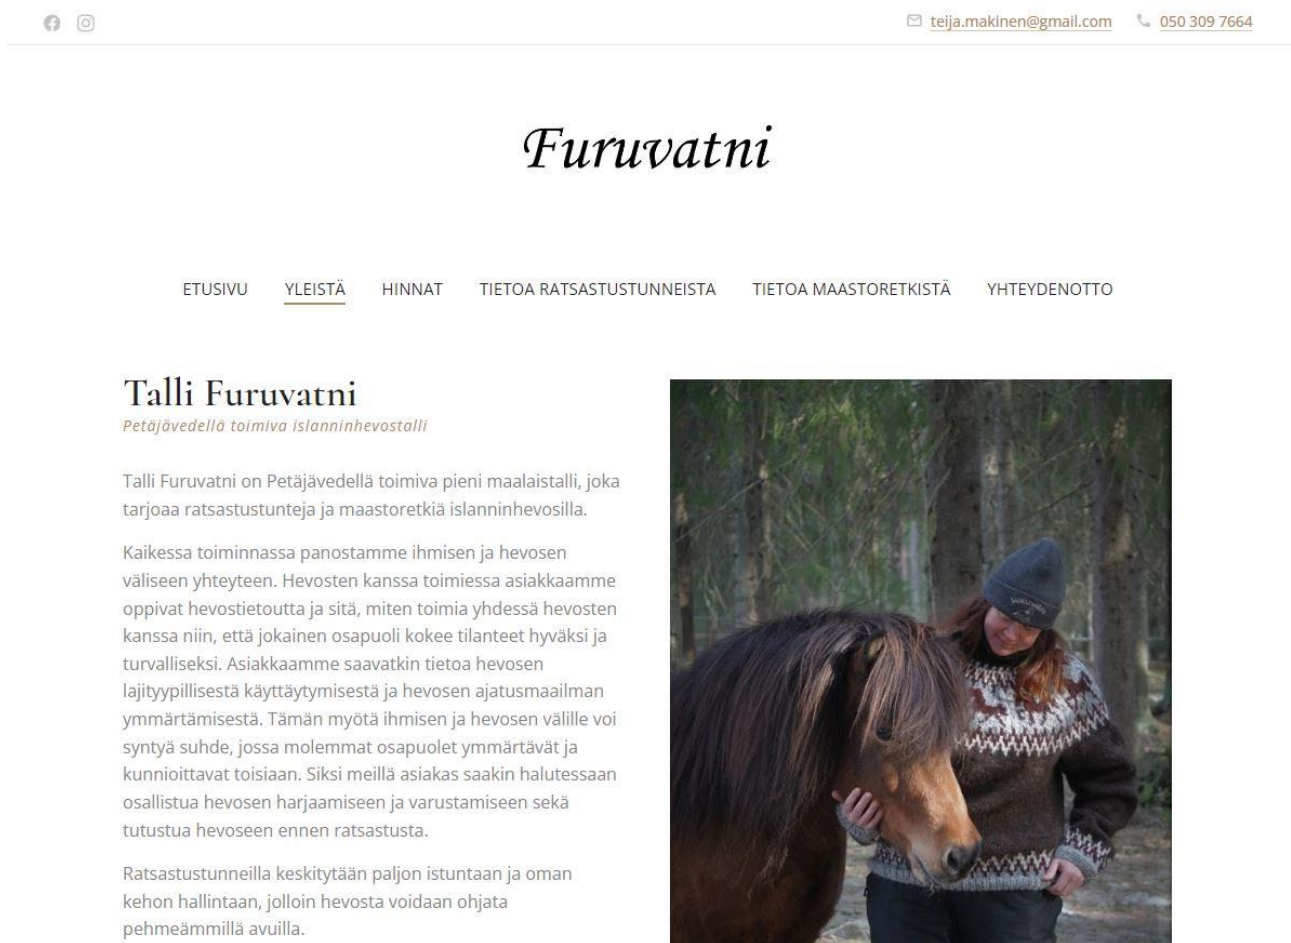 teija.makinen@gmail.com
050 309 7664
Furuvatni
ETUSIVU
YLEISTÄ
HINNAT
TIETOA RATSASTUSTUNNEISTA
TIETOA MAASTORETKISTÄ
YHTEYDENOTTO
Talli Furuvatni
Petäjävedellä toimiva islanninhevostalli
Talli Furuvatni on Petäjävedellä toimiva pieni maalaistalli, joka
tarjoaa ratsastustunteja ja maastoretkiä islanninhevosilla.
Kaikessa toiminnassa panostamme ihmisen ja hevosen
väliseen yhteyteen. Hevosten kanssa toimiessa asiakkaamme
oppivat hevostietoutta ja sitä, miten toimia yhdessä hevosten
kanssa niin, että jokainen osapuoli kokee tilanteet hyväksi ja
turvalliseksi. Asiakkaamme saavatkin tietoa hevosen
lajityypillisestä käyttäytymisestä ja hevosen ajatusmaailman
ymmärtämisestä. Tämän myötä ihmisen ja hevosen välille voi
syntyä suhde, jossa molemmat osapuolet ymmärtävät ja
kunnioittavat toisiaan. Siksi meillä asiakas saakin halutessaan
osallistua hevosen harjaamiseen ja varustamiseen sekä
tutustua hevoseen ennen ratsastusta.
Ratsastustunneilla keskitytään paljon istuntaan ja oman
kehon hallintaan, jolloin hevosta voidaan ohjata
pehmeämmillä avuilla.